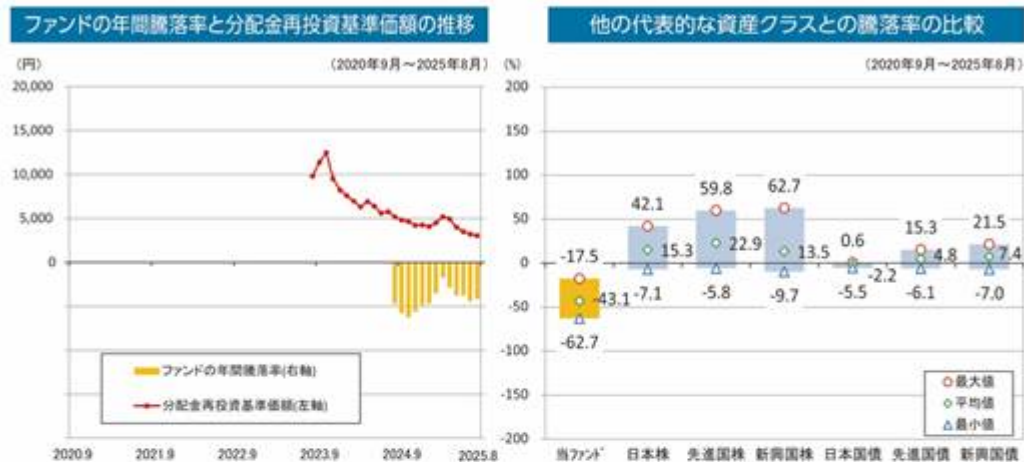 ファンドの年間騰落率と分配金再投資基準価額の推移
(円)
(2020年9月～2025年8月)
20,000
15,000
10,000
5,000
0
ファンドの年間騰落率(右軸)
分配金再投資基準価額(左軸)
2020.9 2021.9 2022.9 2023.9 2024.9 2025.8
他の代表的な資産クラスとの騰落率の比較
(%)
(2020年9月～2025年8月)
200
150
100
50
0
-50
-100
-150
-200
-17.5 42.1 59.8 62.7 0.6 15.3 21.5
-43.1 15.3 22.9 13.5 -2.2 4.8 7.4
-62.7 -7.1 -5.8 -9.7 -5.5 -6.1 -7.0
最大値
平均値
最小値
当ファンド 日本株 先進国株 新興国株 日本国債 先進国債 新興国債